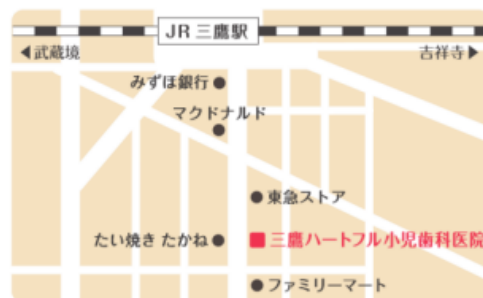 JR 三鷹駅
◀武蔵境
吉祥寺▶
みずほ銀行●
マクドナルド
●東急ストア
たい焼き たかね●
■三鷹ハートフル小児歯科医院
●ファミリーマート